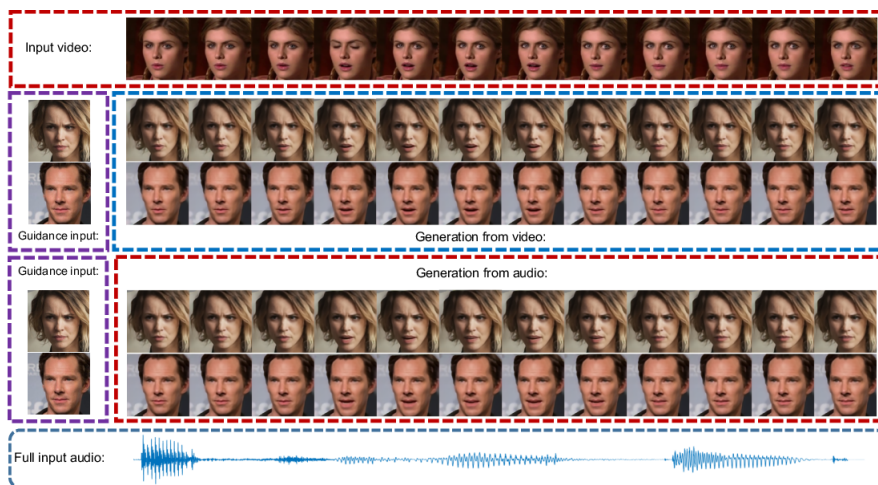 Input video:
Guidance input:
Generation from video:
Guidance input:
Generation from audio:
Full input audio: